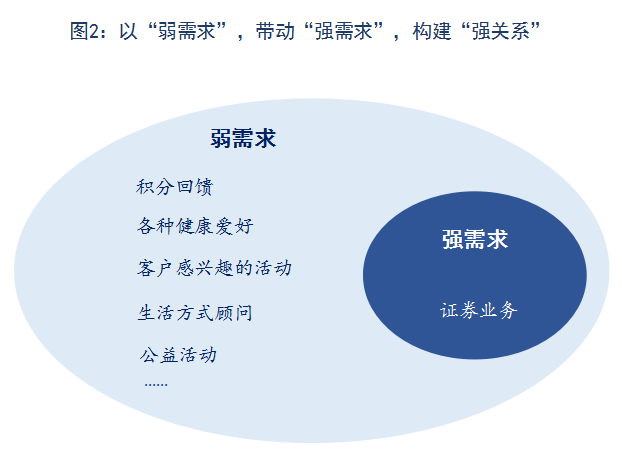 图2：以“弱需求”，带动“强需求”，构建“强关系”
弱需求
积分回馈
各种健康爱好
客户感兴趣的活动
生活方式顾问
公益活动
……
强需求
证券业务